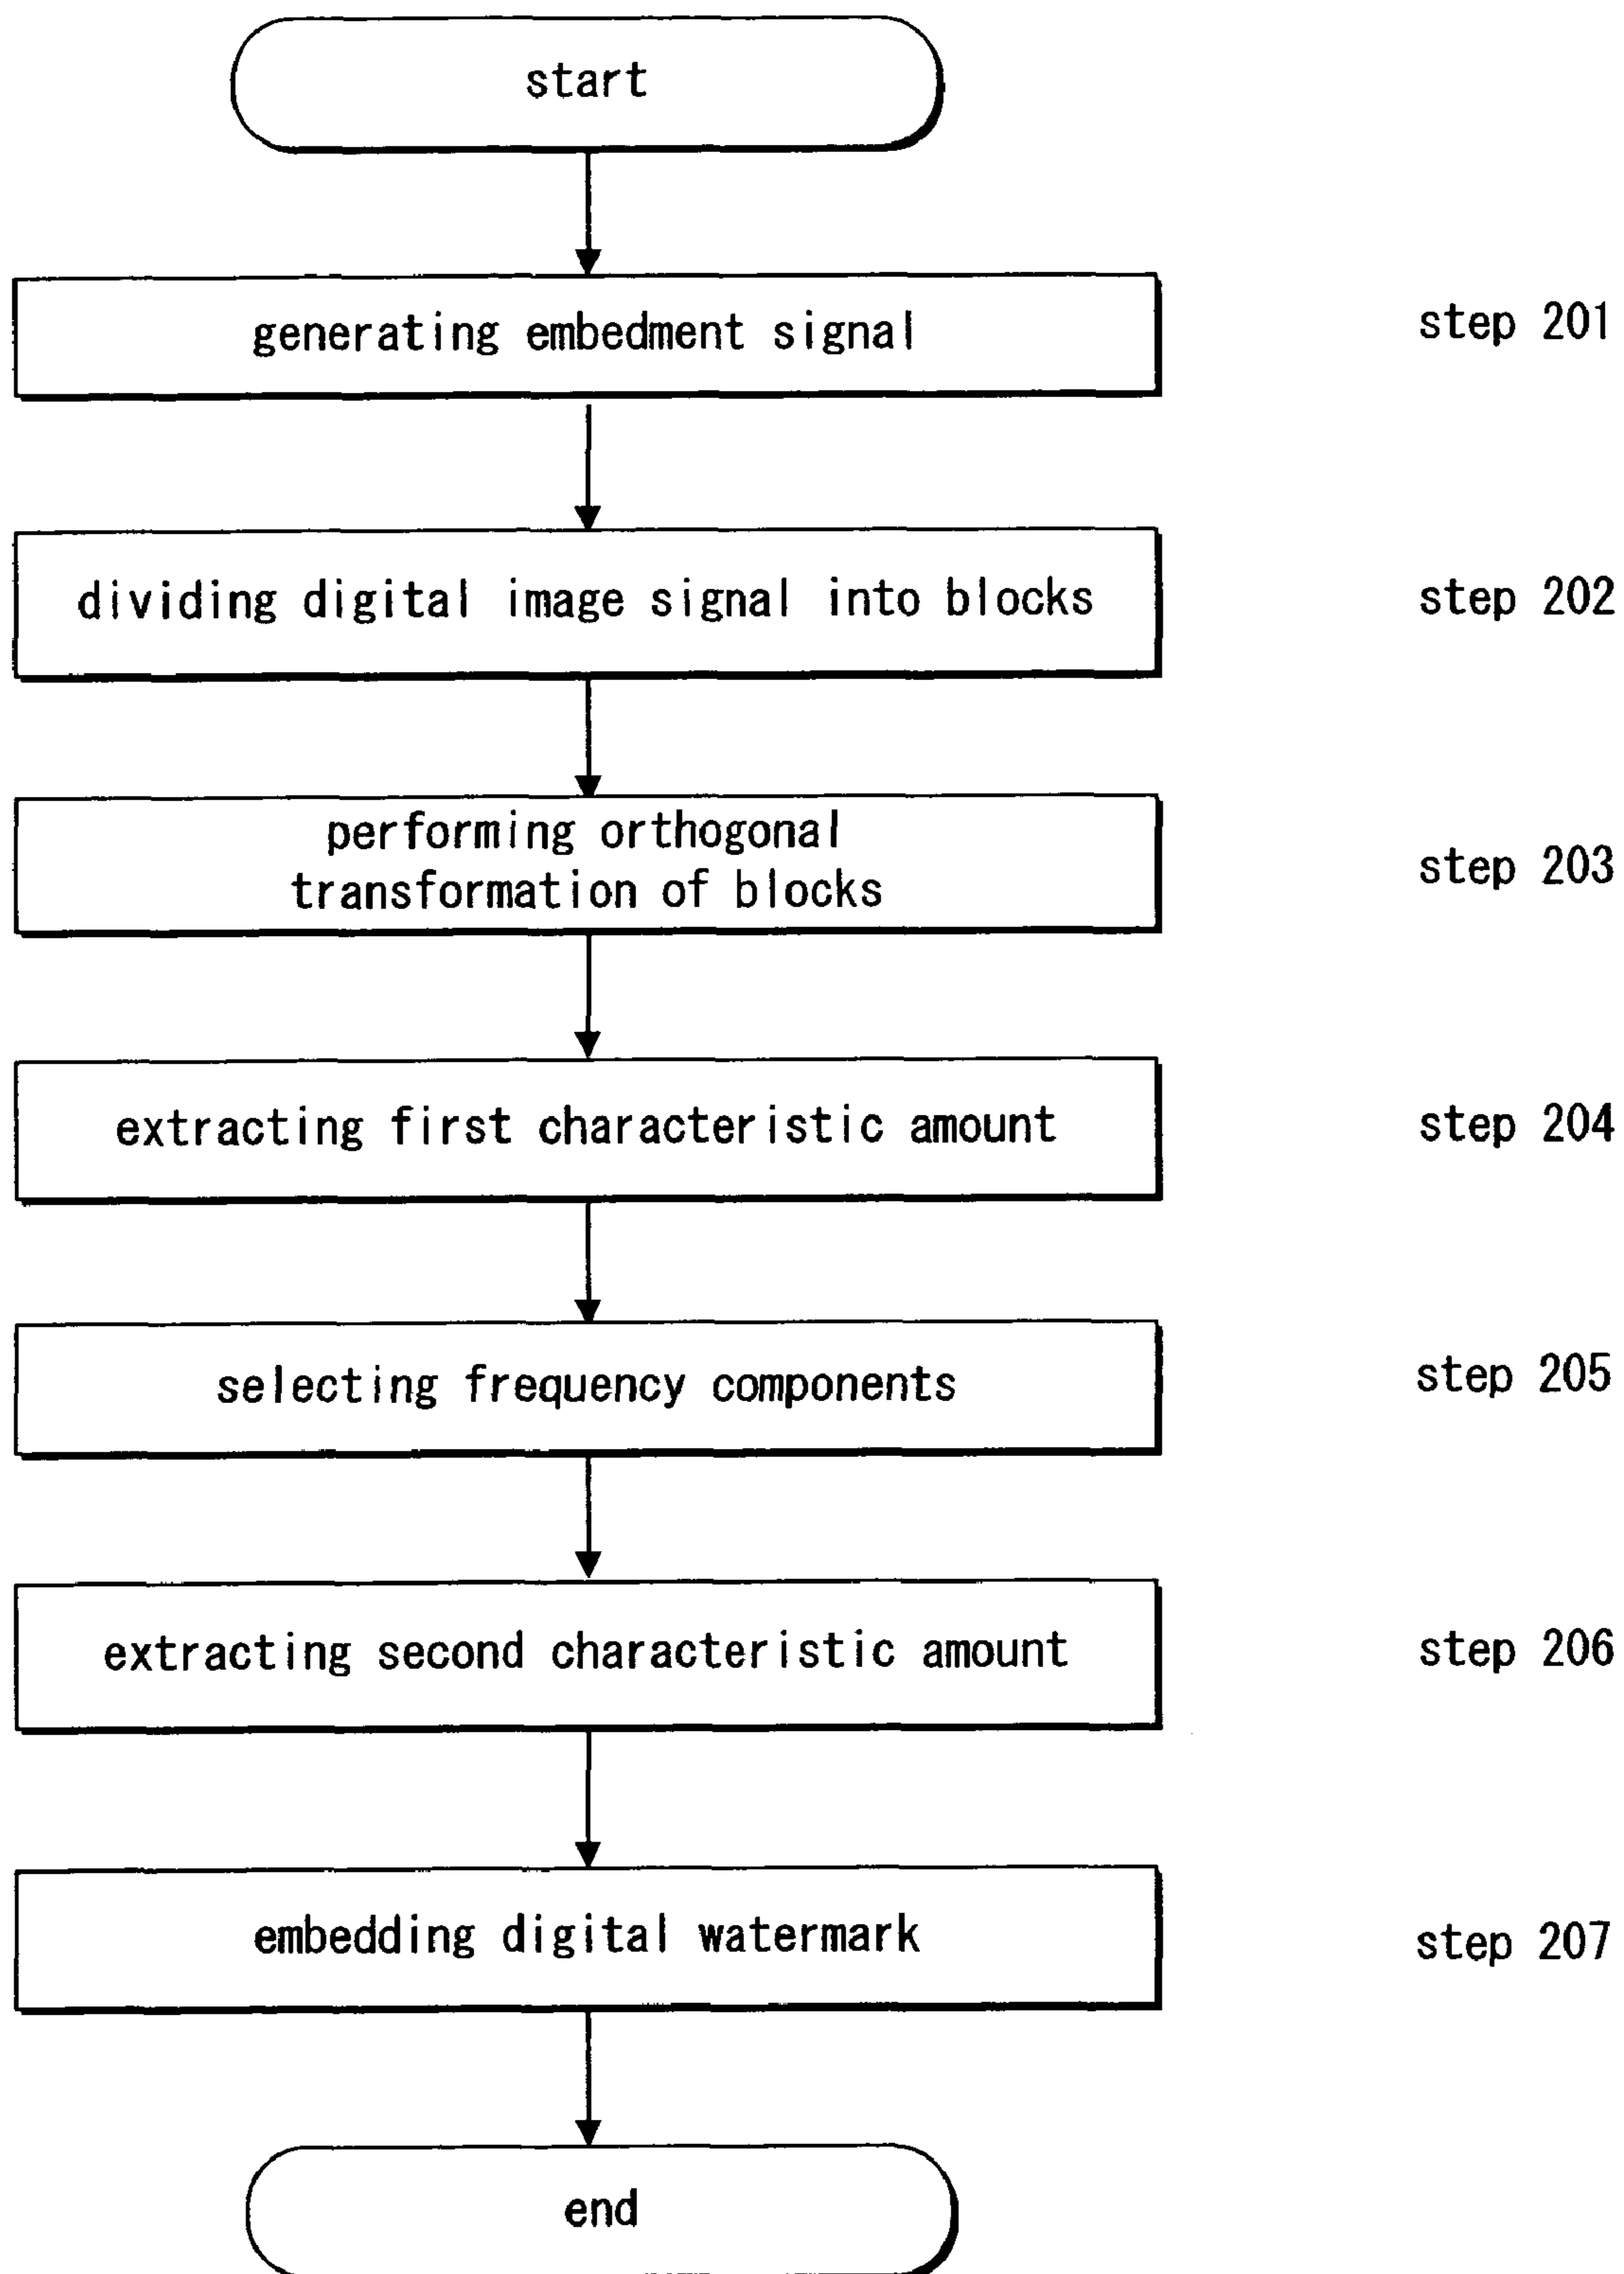 start
generating embedment signal
step 201
dividing digital image signal into blocks
step 202
performing orthogonal
transformation of blocks
step 203
extracting first characteristic amount
step 204
selecting frequency components
step 205
extracting second characteristic amount
step 206
embedding digital watermark
step 207
end